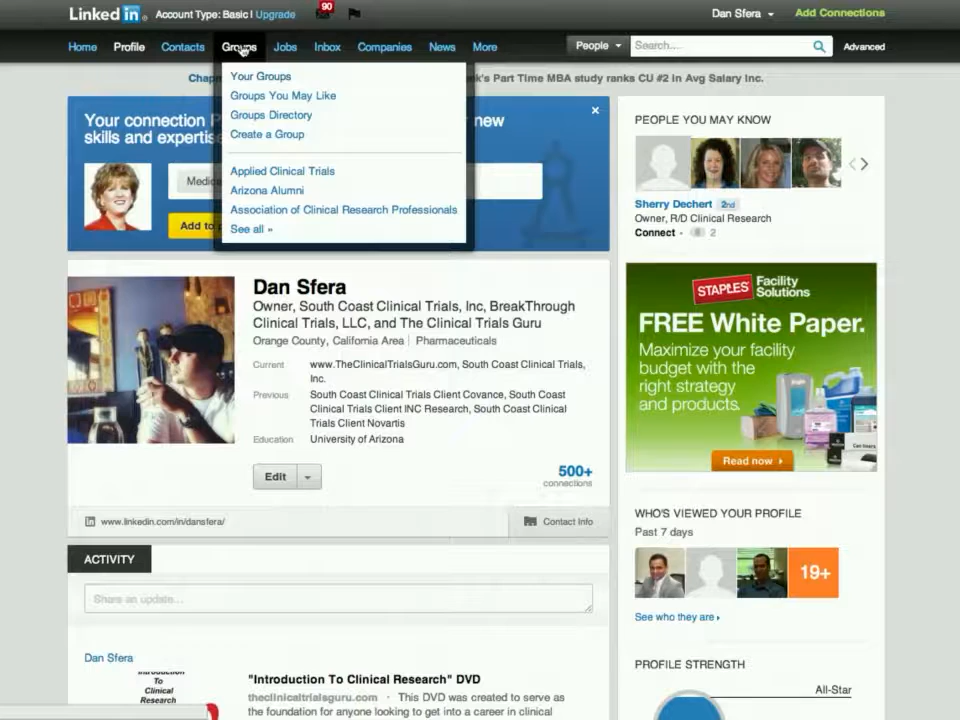 Linked in® Account Type: Basic | Upgrade 90 Dan Sfera Add Connections
Home Profile Contacts Groups Jobs Inbox Companies News More People Search... Advanced
Your Groups
Groups You May Like
Groups Directory
Create a Group
Applied Clinical Trials
Arizona Alumni
Association of Clinical Research Professionals
See all »
Part Time MBA study ranks CU #2 in Avg Salary Inc.
Your connection new
skills and expertise
Add to
×
Dan Sfera
Owner, South Coast Clinical Trials, Inc, BreakThrough
Clinical Trials, LLC, and The Clinical Trials Guru
Orange County, California Area | Pharmaceuticals
Current www.TheClinicalTrialsGuru.com, South Coast Clinical Trials,
Inc.
Previous South Coast Clinical Trials Client Covance, South Coast
Clinical Trials Client INC Research, South Coast Clinical
Trials Client Novartis
Education University of Arizona
Edit
500+
connections
www.linkedin.com/in/dansfera/
Contact Info
ACTIVITY
Share an update...
Dan Sfera
Introduction
To
Clinical
Research
"Introduction To Clinical Research" DVD
theclinicaltrialsguru.com · This DVD was created to serve as
the foundation for anyone looking to get into a career in clinical
PEOPLE YOU MAY KNOW
Sherry Dechert 2nd
Owner, R/D Clinical Research
Connect · 2
STAPLES Facility
Solutions
FREE White Paper.
Maximize your facility
budget with the
right strategy
and products.
Read now
WHO'S VIEWED YOUR PROFILE
Past 7 days
19+
See who they are
PROFILE STRENGTH
All-Star